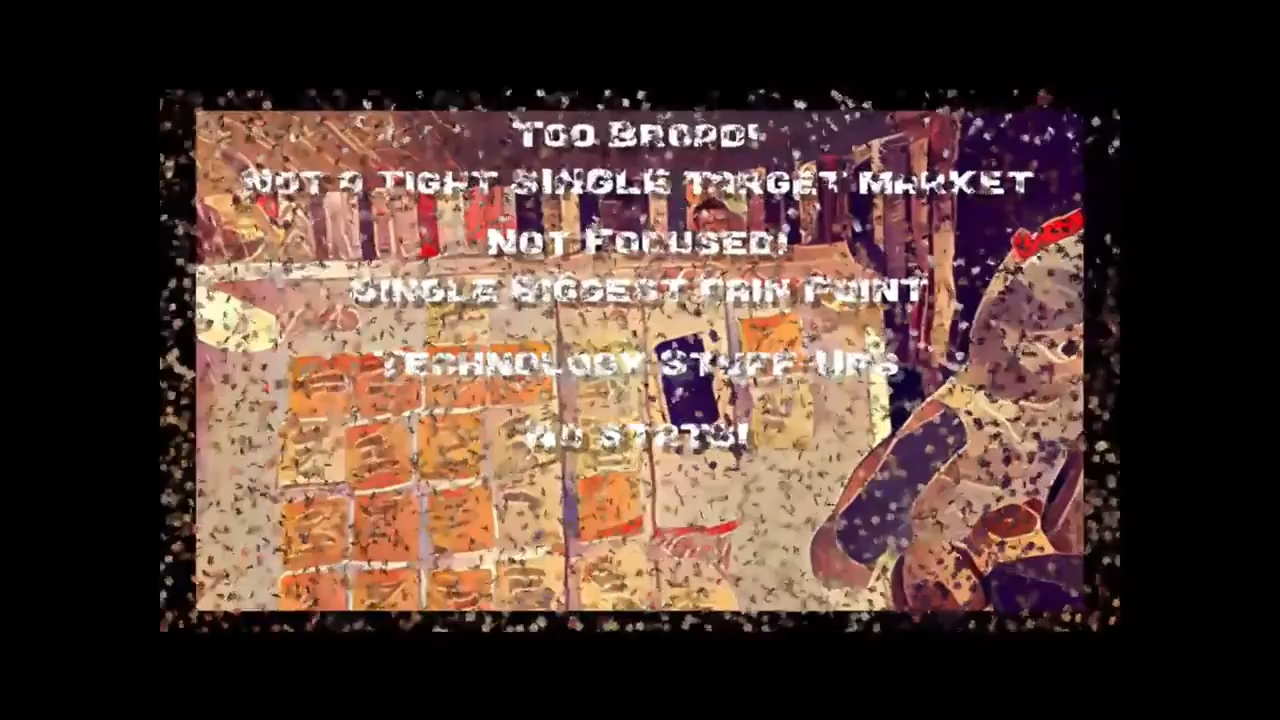 Too Broad!
Not a tight single target market
Not Focused!
Single Biggest Pain Point
Technology Stuff Ups
No Stats!